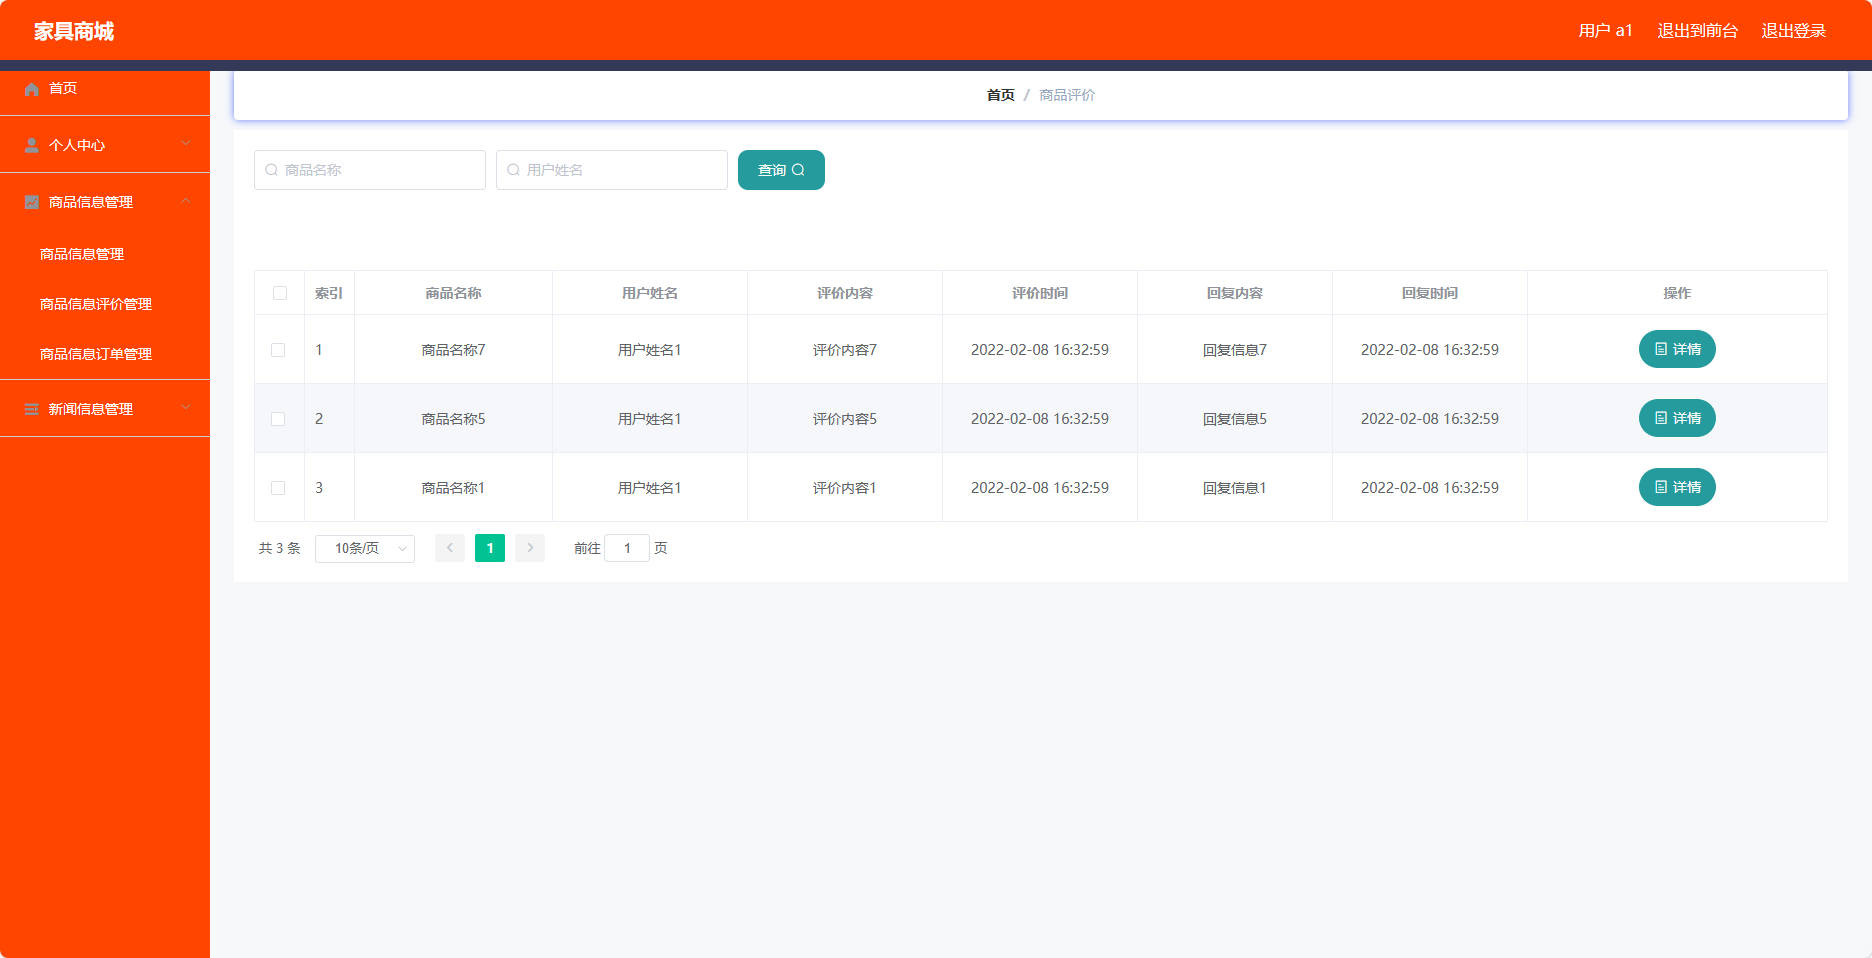 家具商城
用户 a1 退出到前台 退出登录
首页
个人中心
商品信息管理
商品信息管理
商品信息评价管理
商品信息订单管理
新闻信息管理
首页 / 商品评价
商品名称 用户姓名 查询
索引 商品名称 用户姓名 评价内容 评价时间 回复内容 回复时间 操作
1 商品名称7 用户姓名1 评价内容7 2022-02-08 16:32:59 回复信息7 2022-02-08 16:32:59 详情
2 商品名称5 用户姓名1 评价内容5 2022-02-08 16:32:59 回复信息5 2022-02-08 16:32:59 详情
3 商品名称1 用户姓名1 评价内容1 2022-02-08 16:32:59 回复信息1 2022-02-08 16:32:59 详情
共 3 条 10条/页 1 前往 1 页